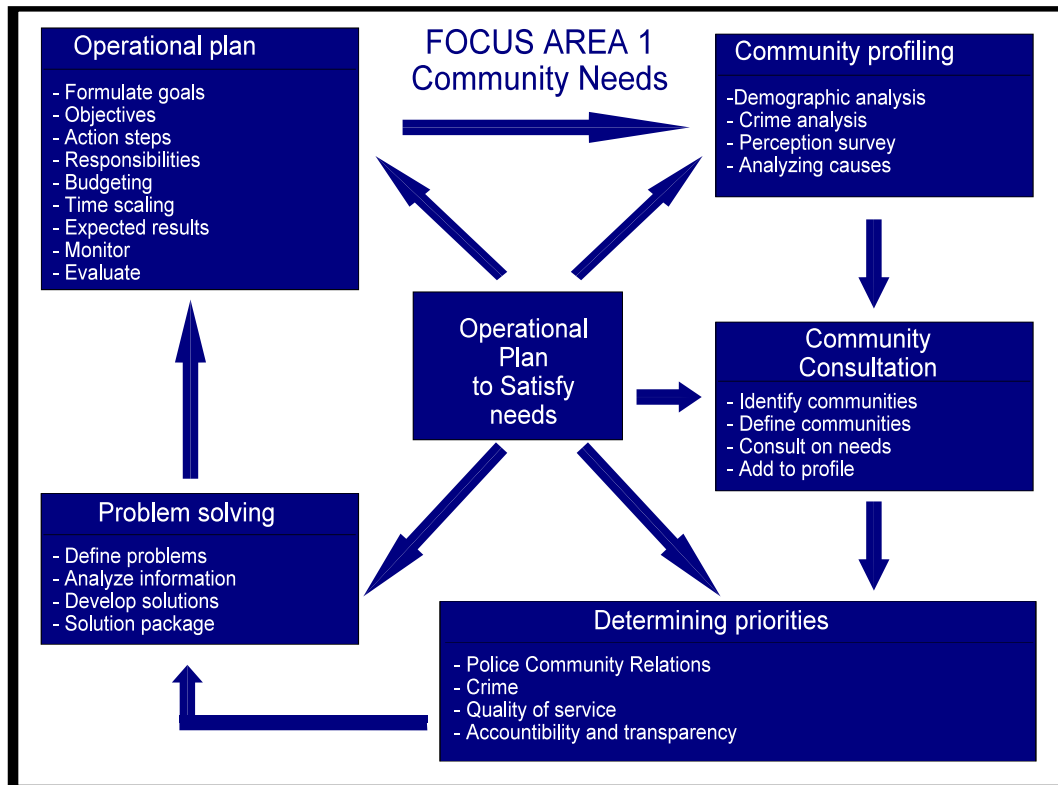 Operational plan
- Formulate goals
- Objectives
- Action steps
- Responsibilities
- Budgeting
- Time scaling
- Expected results
- Monitor
- Evaluate
FOCUS AREA 1
Community Needs
Community profiling
-Demographic analysis
- Crime analysis
- Perception survey
- Analyzing causes
Operational
Plan
to Satisfy
needs
Community
Consultation
- Identify communities
- Define communities
- Consult on needs
- Add to profile
Problem solving
- Define problems
- Analyze information
- Develop solutions
- Solution package
Determining priorities
- Police Community Relations
- Crime
- Quality of service
- Accountibility and transparency